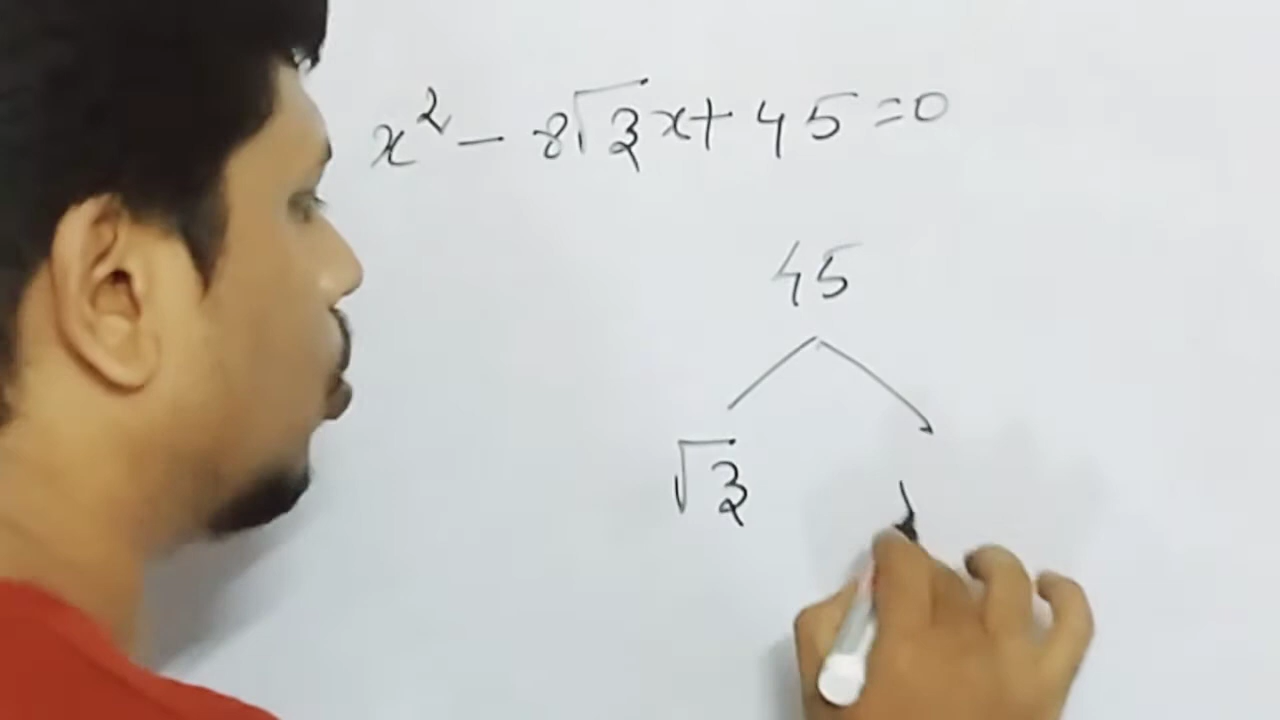 x² - 8√3x + 45 = 0
45
√3